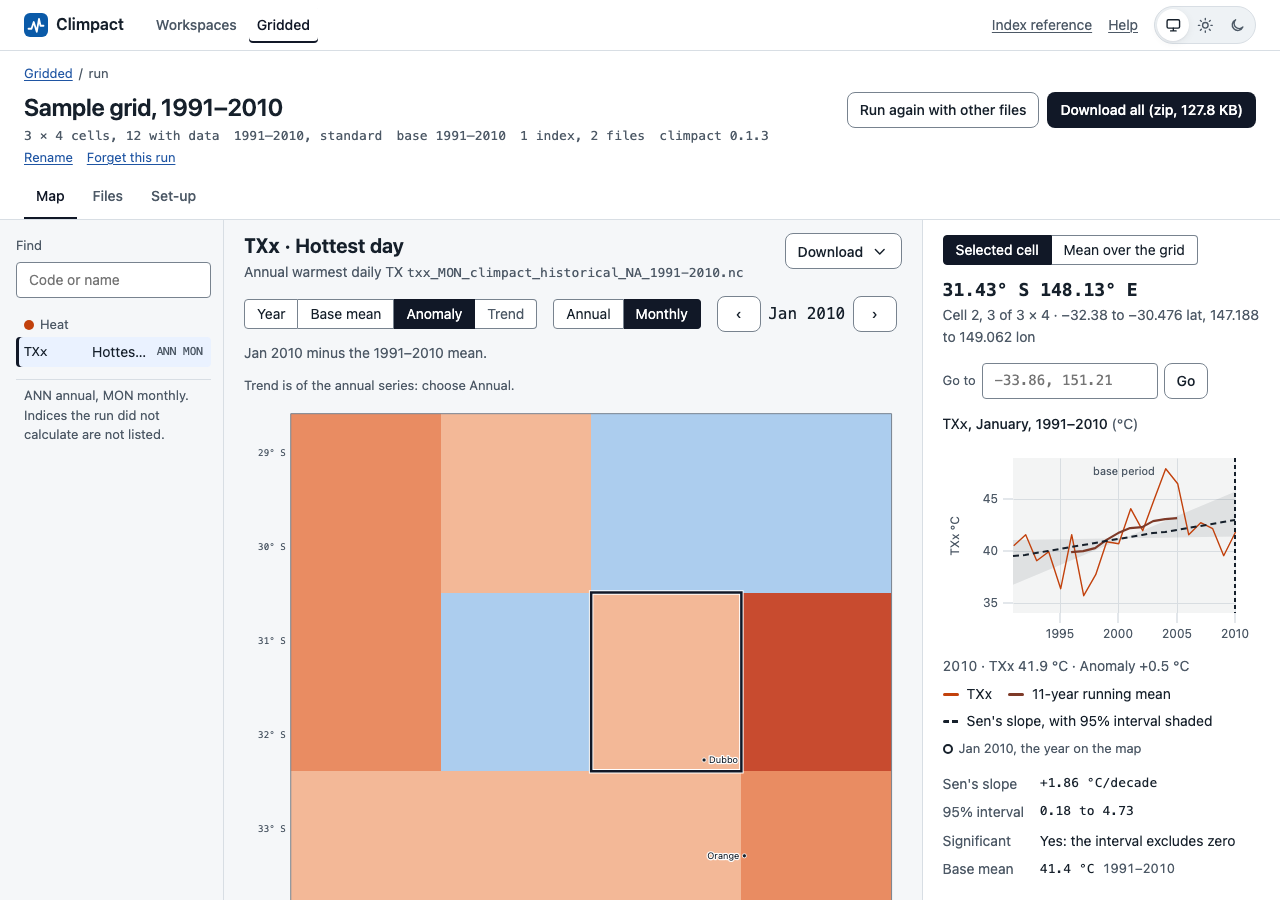 Climpact
Workspaces
Gridded
Index reference
Help
Gridded / run
Sample grid, 1991–2010
Run again with other files
Download all (zip, 127.8 KB)
3 × 4 cells, 12 with data 1991–2010, standard base 1991–2010 1 index, 2 files climpact 0.1.3
Rename
Forget this run
Map
Files
Set-up
Find
Code or name
Heat
TXx Hottes… ANN MON
ANN annual, MON monthly.
Indices the run did not
calculate are not listed.
TXx · Hottest day
Download
Annual warmest daily TX txx_MON_climpact_historical_NA_1991–2010.nc
Year
Base mean
Anomaly
Trend
Annual
Monthly
‹
Jan 2010
›
Jan 2010 minus the 1991–2010 mean.
Trend is of the annual series: choose Annual.
29° S
30° S
31° S
32° S
33° S
Dubbo
Orange
Selected cell
Mean over the grid
31.43° S 148.13° E
Cell 2, 3 of 3 × 4 · −32.38 to −30.476 lat, 147.188
to 149.062 lon
Go to
−33.86, 151.21
Go
TXx, January, 1991–2010 (°C)
base period
TXx °C
45
40
35
1995
2000
2005
2010
2010 · TXx 41.9 °C · Anomaly +0.5 °C
TXx
11-year running mean
Sen's slope, with 95% interval shaded
Jan 2010, the year on the map
Sen's slope +1.86 °C/decade
95% interval 0.18 to 4.73
Significant Yes: the interval excludes zero
Base mean 41.4 °C 1991–2010